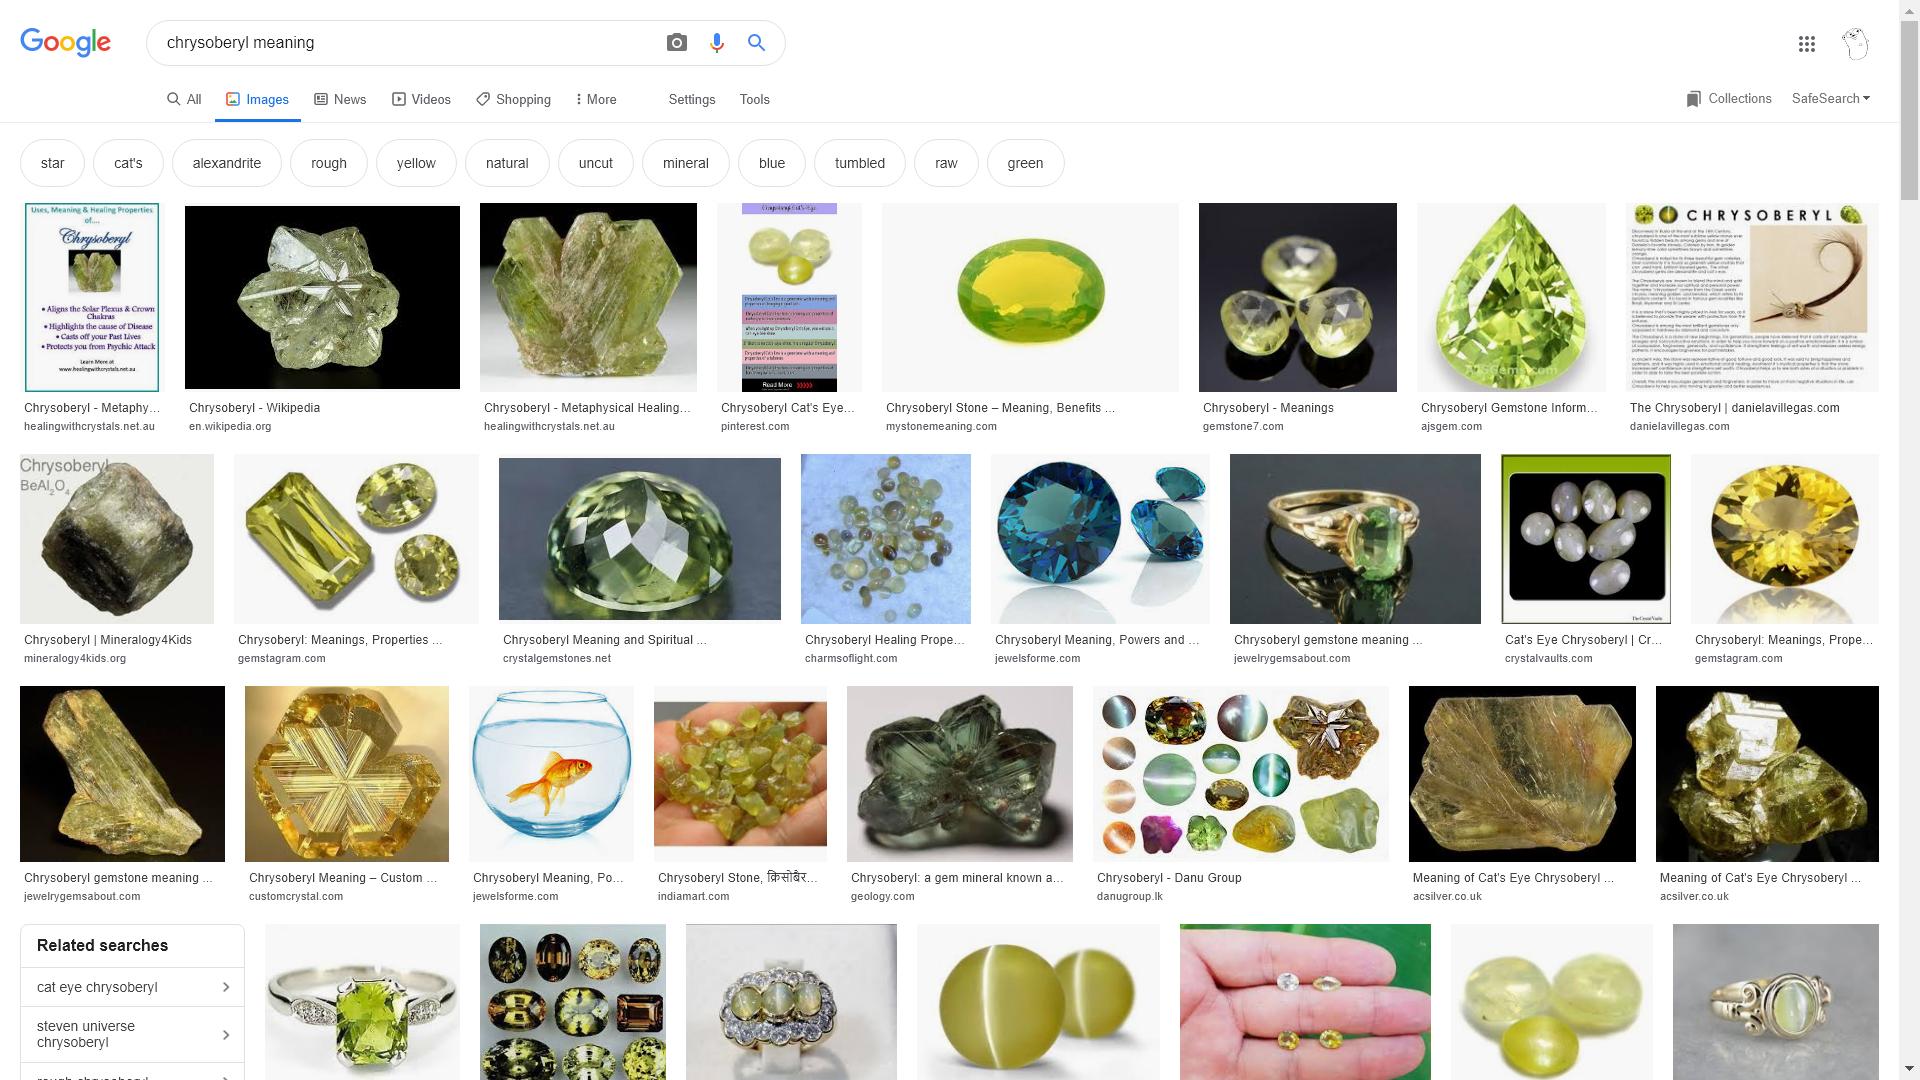 Google
chrysoberyl meaning
All
Images
News
Videos
Shopping
More
Settings
Tools
Collections
SafeSearch
star
cat's
alexandrite
rough
yellow
natural
uncut
mineral
blue
tumbled
raw
green
Uses, Meaning & Healing Properties
of....
Chrysoberyl
• Aligns the Solar Plexus & Crown
Chakras
• Highlights the cause of Disease
• Casts off your Past Lives
• Protects you from Psychic Attack
Learn More at
www.healingwithcrystals.net.au
Chrysoberyl - Metaphy...
healingwithcrystals.net.au
Chrysoberyl - Wikipedia
en.wikipedia.org
Chrysoberyl - Metaphysical Healing...
healingwithcrystals.net.au
Chrysoberyl Cat's Eye
Read More
Chrysoberyl Cat's Eye...
pinterest.com
Chrysoberyl Stone – Meaning, Benefits ...
mystonemeaning.com
Chrysoberyl - Meanings
gemstone7.com
AJSGems.com
Chrysoberyl Gemstone Inform...
ajsgem.com
CHRYSOBERYL
The Chrysoberyl | danielavillegas.com
danielavillegas.com
Chrysoberyl
BeAl2O4
Chrysoberyl | Mineralogy4Kids
mineralogy4kids.org
Chrysoberyl: Meanings, Properties ...
gemstagram.com
Chrysoberyl Meaning and Spiritual ...
crystalgemstones.net
Chrysoberyl Healing Prope...
charmsoflight.com
Chrysoberyl Meaning, Powers and ...
jewelsforme.com
Chrysoberyl gemstone meaning ...
jewelrygemsabout.com
Cat's Eye Chrysoberyl | Cr...
crystalvaults.com
Chrysoberyl: Meanings, Prope...
gemstagram.com
Chrysoberyl gemstone meaning ...
jewelrygemsabout.com
Chrysoberyl Meaning – Custom ...
customcrystal.com
Chrysoberyl Meaning, Po...
jewelsforme.com
Chrysoberyl Stone, क्रिसोबैर...
indiamart.com
Chrysoberyl: a gem mineral known a...
geology.com
Chrysoberyl - Danu Group
danugroup.lk
Meaning of Cat's Eye Chrysoberyl ...
acsilver.co.uk
Meaning of Cat's Eye Chrysoberyl ...
acsilver.co.uk
Related searches
cat eye chrysoberyl
steven universe
chrysoberyl